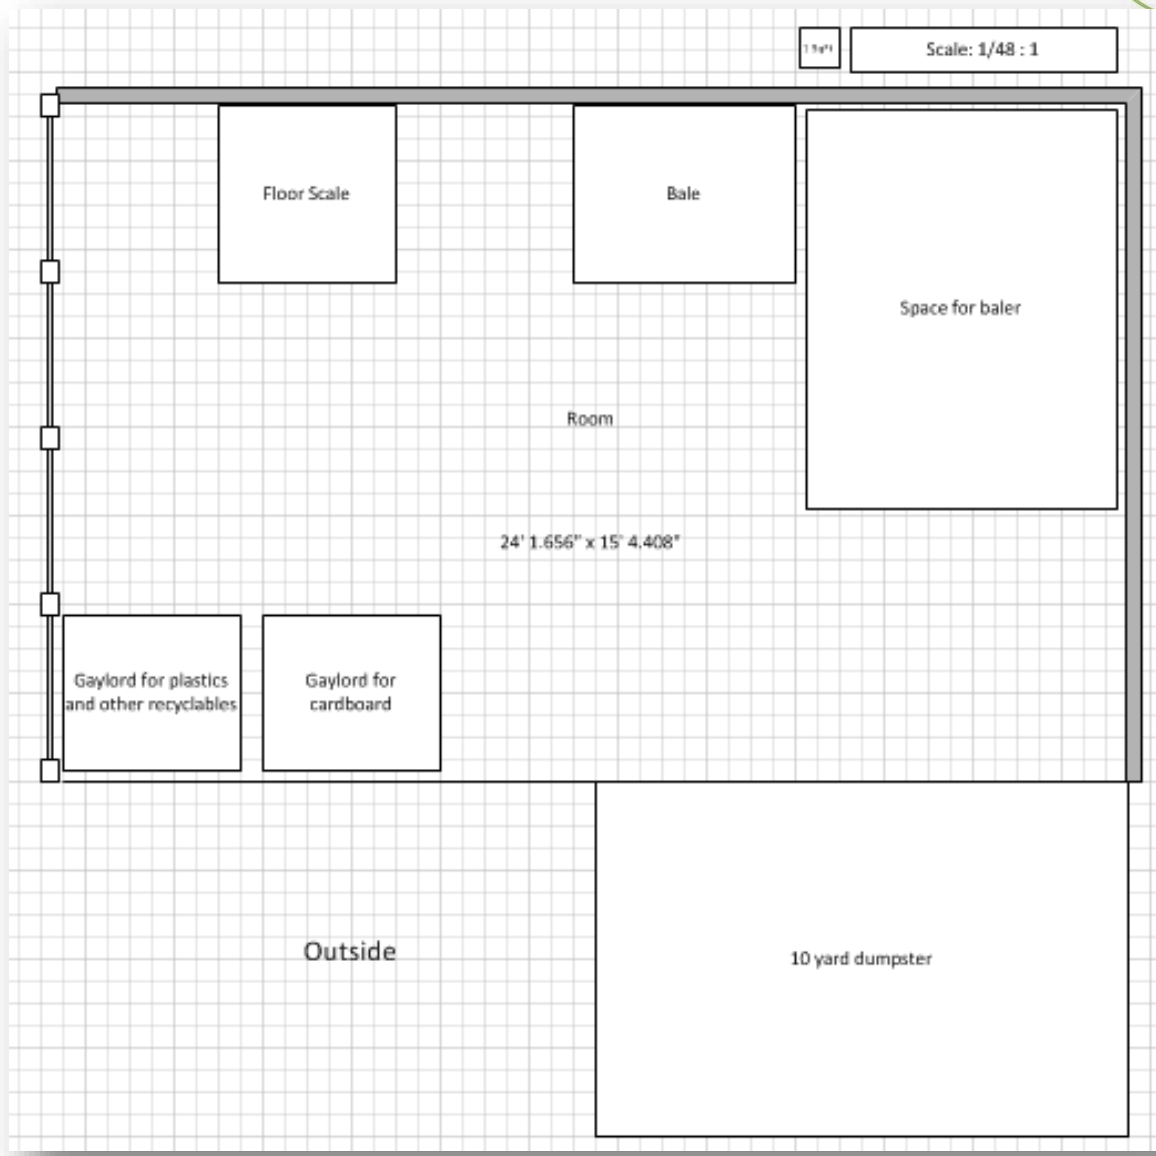 Scale: 1/48 : 1
Floor Scale
Bale
Space for baler
Room
24' 1.656" x 15' 4.408"
Gaylord for plastics
and other recyclables
Gaylord for
cardboard
Outside
10 yard dumpster